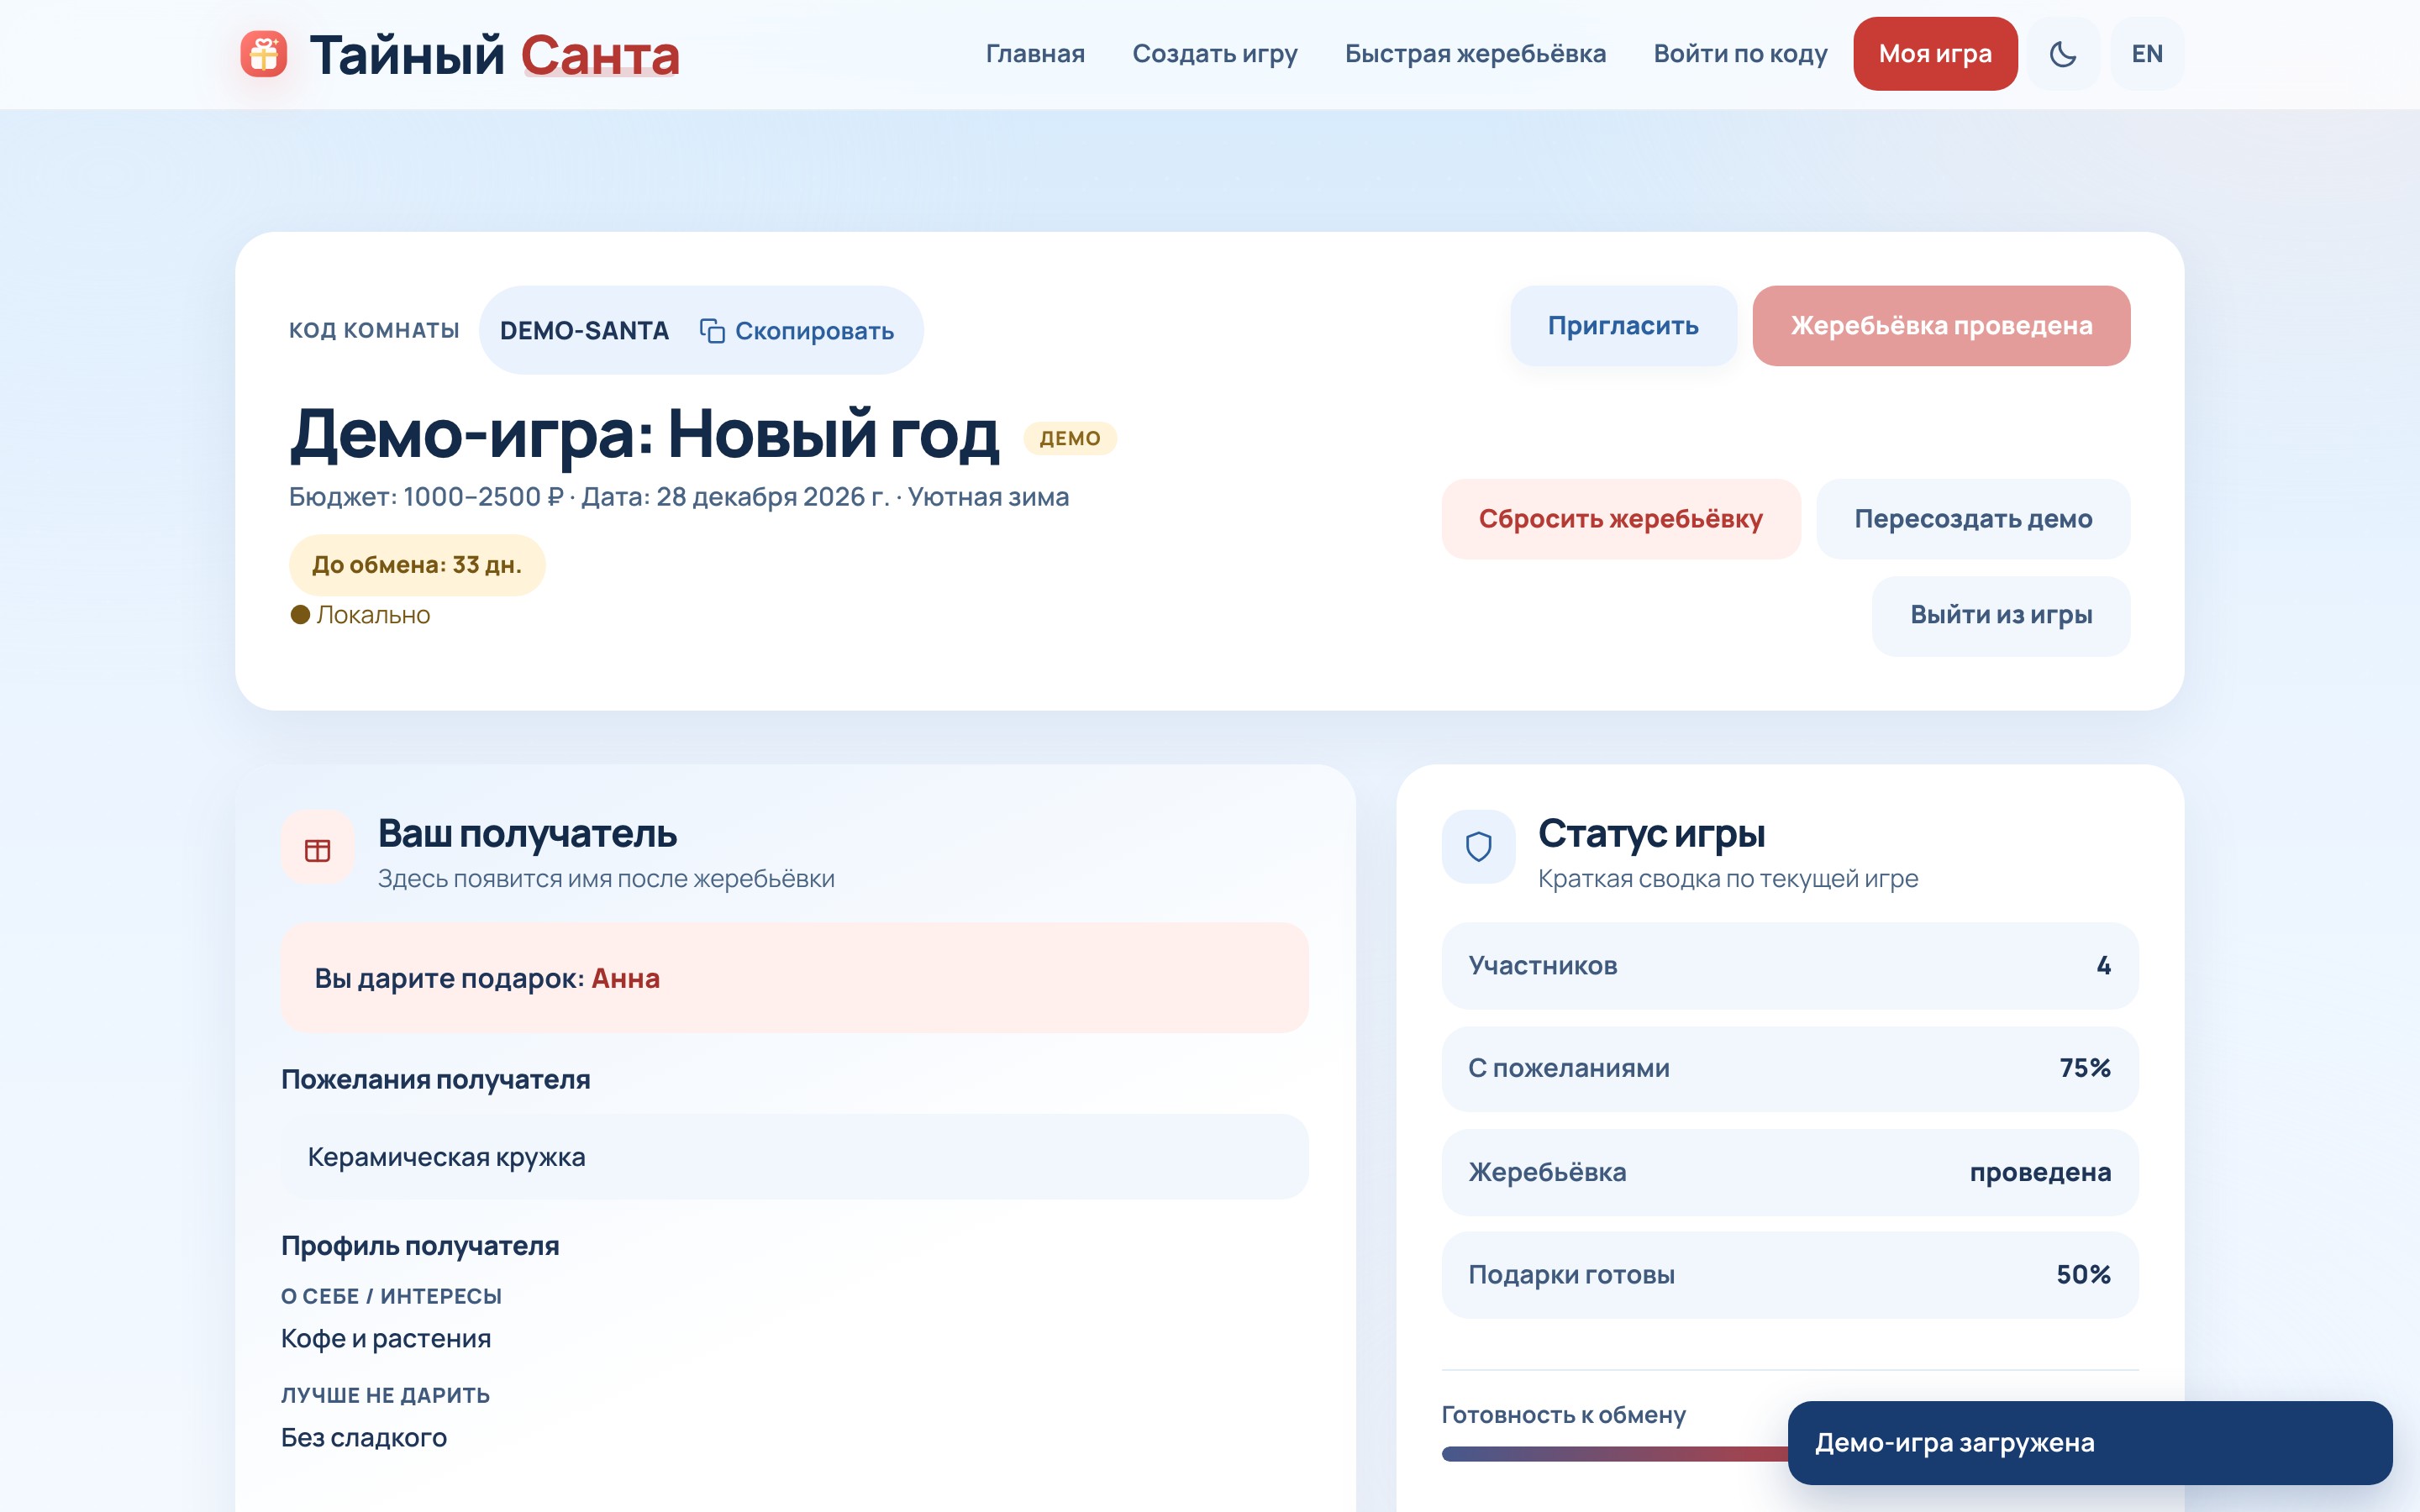 Тайный Санта
Главная
Создать игру
Быстрая жеребьёвка
Войти по коду
Моя игра
EN
КОД КОМНАТЫ
DEMO-SANTA
Скопировать
Пригласить
Жеребьёвка проведена
Демо-игра: Новый год
ДЕМО
Бюджет: 1000–2500 ₽ · Дата: 28 декабря 2026 г. · Уютная зима
До обмена: 33 дн.
Локально
Сбросить жеребьёвку
Пересоздать демо
Выйти из игры
Ваш получатель
Здесь появится имя после жеребьёвки
Вы дарите подарок: Анна
Пожелания получателя
Керамическая кружка
Профиль получателя
О СЕБЕ / ИНТЕРЕСЫ
Кофе и растения
ЛУЧШЕ НЕ ДАРИТЬ
Без сладкого
Статус игры
Краткая сводка по текущей игре
Участников 4
С пожеланиями 75%
Жеребьёвка проведена
Подарки готовы 50%
Готовность к обмену
Демо-игра загружена